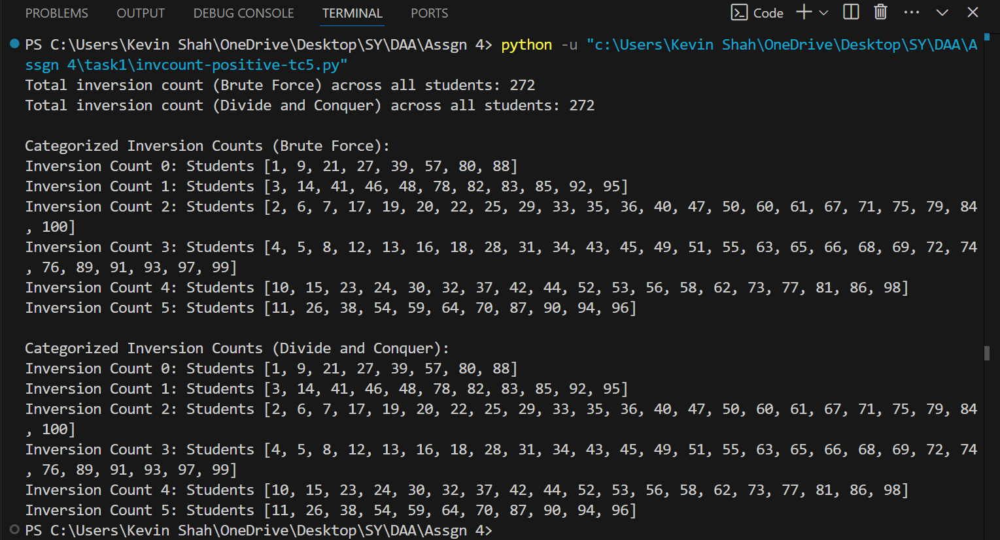 PROBLEMS OUTPUT DEBUG CONSOLE TERMINAL PORTS Code
PS C:\Users\Kevin Shah\OneDrive\Desktop\SY\DAA\Assgn 4> python -u "c:\Users\Kevin Shah\OneDrive\Desktop\SY\DAA\A
ssgn 4\task1\invcount-positive-tc5.py"
Total inversion count (Brute Force) across all students: 272
Total inversion count (Divide and Conquer) across all students: 272
Categorized Inversion Counts (Brute Force):
Inversion Count 0: Students [1, 9, 21, 27, 39, 57, 80, 88]
Inversion Count 1: Students [3, 14, 41, 46, 48, 78, 82, 83, 85, 92, 95]
Inversion Count 2: Students [2, 6, 7, 17, 19, 20, 22, 25, 29, 33, 35, 36, 40, 47, 50, 60, 61, 67, 71, 75, 79, 84
, 100]
Inversion Count 3: Students [4, 5, 8, 12, 13, 16, 18, 28, 31, 34, 43, 45, 49, 51, 55, 63, 65, 66, 68, 69, 72, 74
, 76, 89, 91, 93, 97, 99]
Inversion Count 4: Students [10, 15, 23, 24, 30, 32, 37, 42, 44, 52, 53, 56, 58, 62, 73, 77, 81, 86, 98]
Inversion Count 5: Students [11, 26, 38, 54, 59, 64, 70, 87, 90, 94, 96]
Categorized Inversion Counts (Divide and Conquer):
Inversion Count 0: Students [1, 9, 21, 27, 39, 57, 80, 88]
Inversion Count 1: Students [3, 14, 41, 46, 48, 78, 82, 83, 85, 92, 95]
Inversion Count 2: Students [2, 6, 7, 17, 19, 20, 22, 25, 29, 33, 35, 36, 40, 47, 50, 60, 61, 67, 71, 75, 79, 84
, 100]
Inversion Count 3: Students [4, 5, 8, 12, 13, 16, 18, 28, 31, 34, 43, 45, 49, 51, 55, 63, 65, 66, 68, 69, 72, 74
, 76, 89, 91, 93, 97, 99]
Inversion Count 4: Students [10, 15, 23, 24, 30, 32, 37, 42, 44, 52, 53, 56, 58, 62, 73, 77, 81, 86, 98]
Inversion Count 5: Students [11, 26, 38, 54, 59, 64, 70, 87, 90, 94, 96]
PS C:\Users\Kevin Shah\OneDrive\Desktop\SY\DAA\Assgn 4>